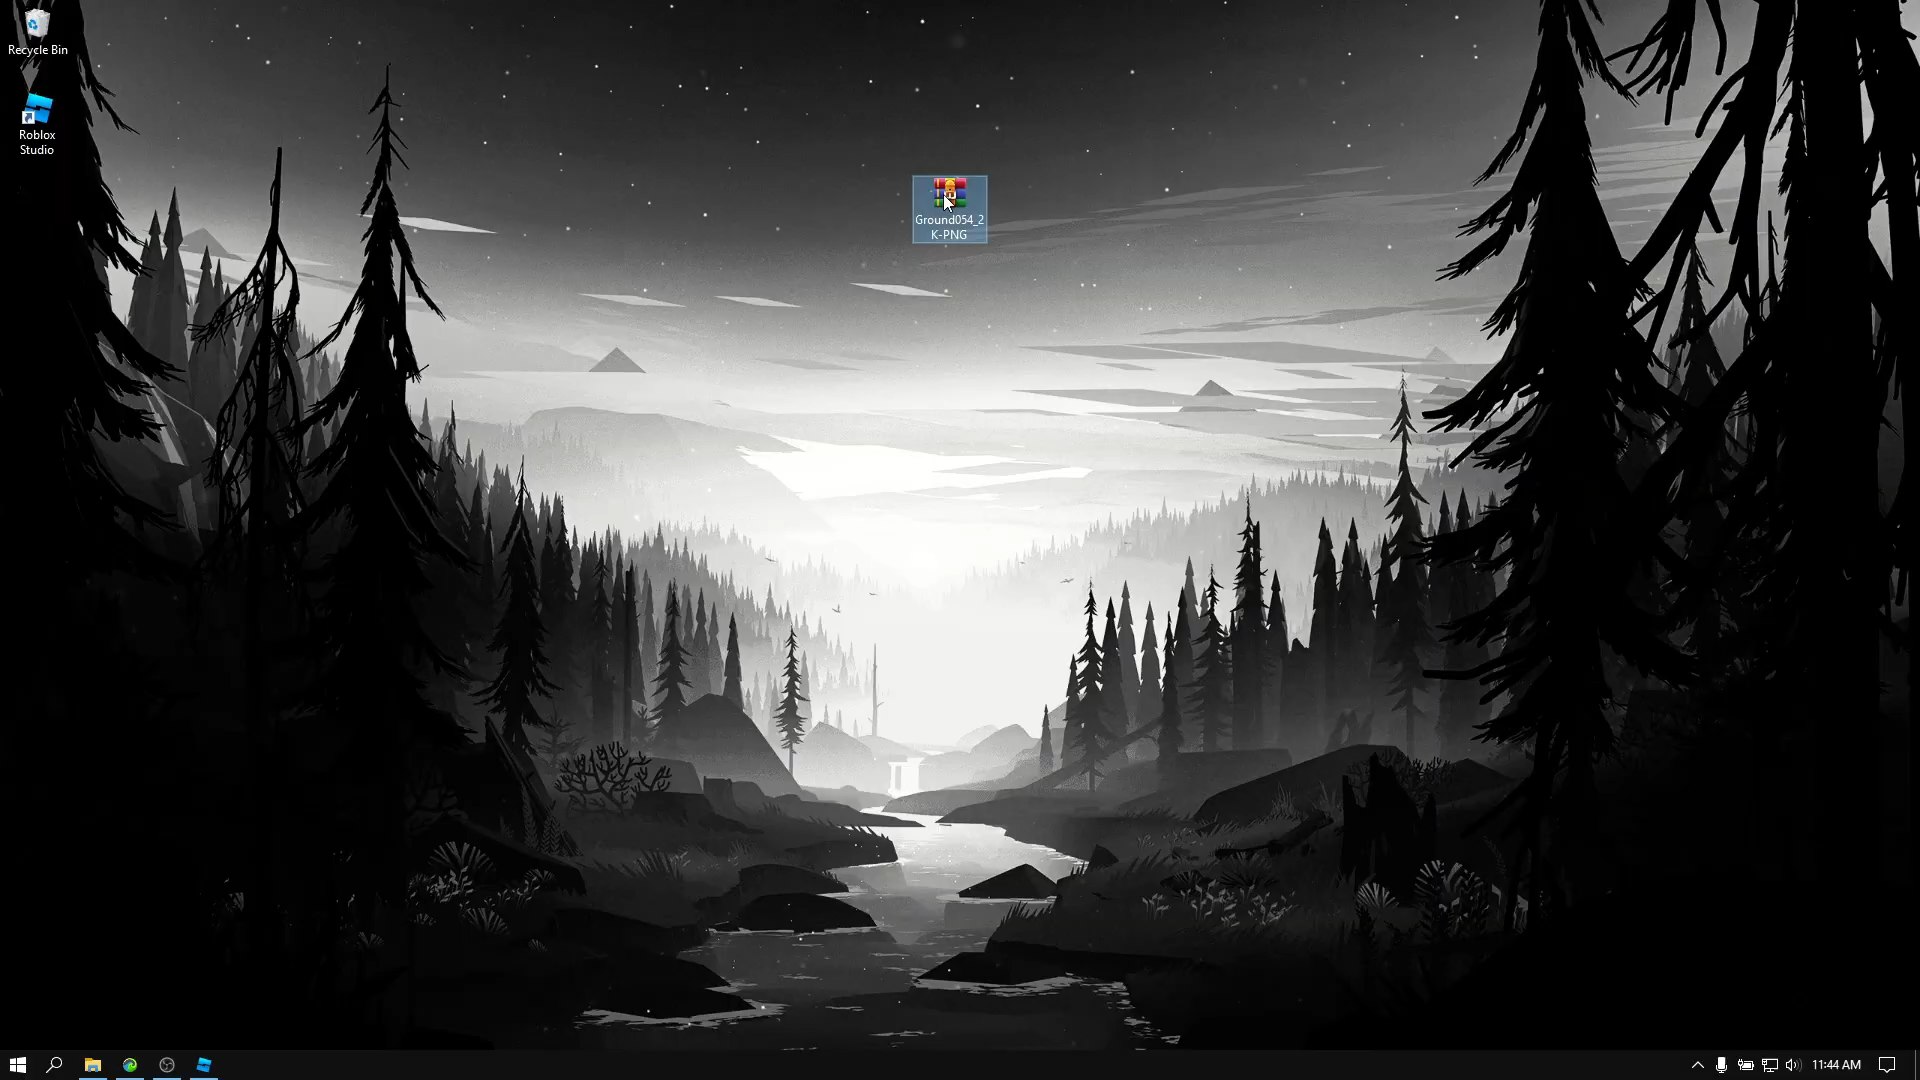 Recycle Bin
Roblox
Studio
Ground054_2
K-PNG
11:44 AM